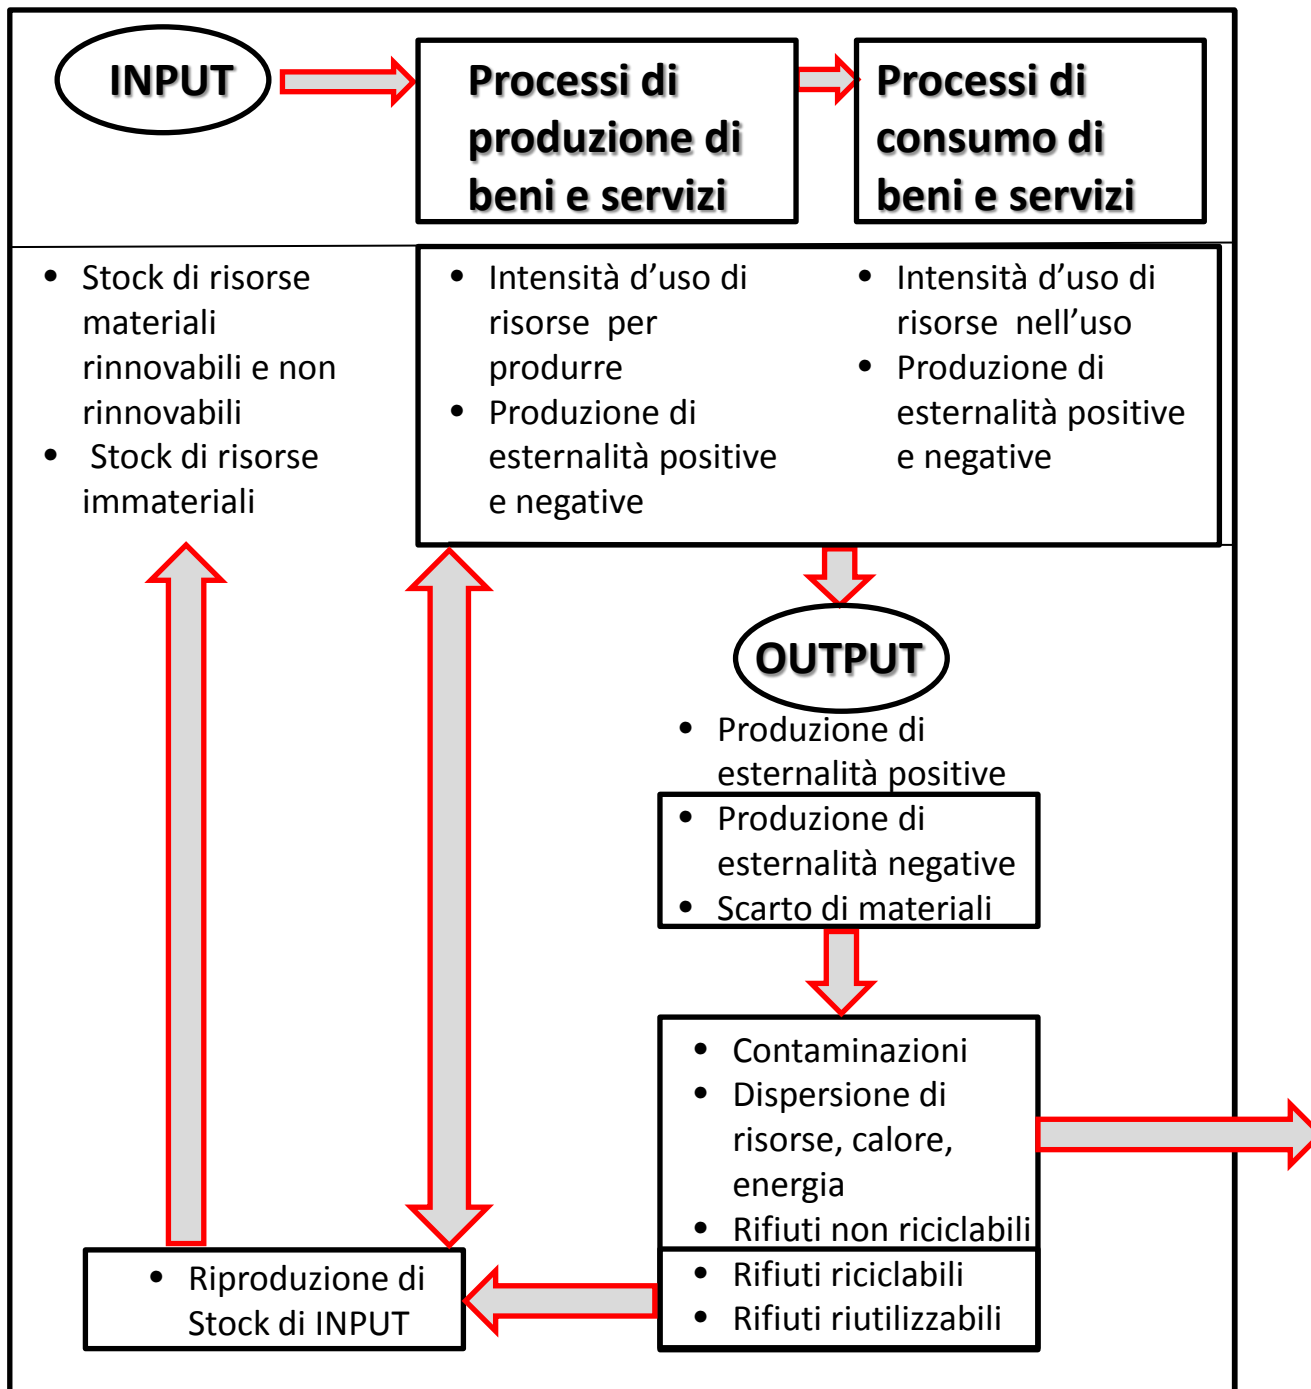 INPUT
Processi di
produzione di
beni e servizi
Processi di
consumo di
beni e servizi
• Stock di risorse
materiali
rinnovabili e non
rinnovabili
• Stock di risorse
immateriali
• Intensità d’uso di
risorse per
produrre
• Produzione di
esternalità positive
e negative
• Intensità d’uso di
risorse nell’uso
• Produzione di
esternalità positive
e negative
OUTPUT
• Produzione di
esternalità positive
• Produzione di
esternalità negative
• Scarto di materiali
• Contaminazioni
• Dispersione di
risorse, calore,
energia
• Rifiuti non riciclabili
• Rifiuti riciclabili
• Rifiuti riutilizzabili
• Riproduzione di
Stock di INPUT